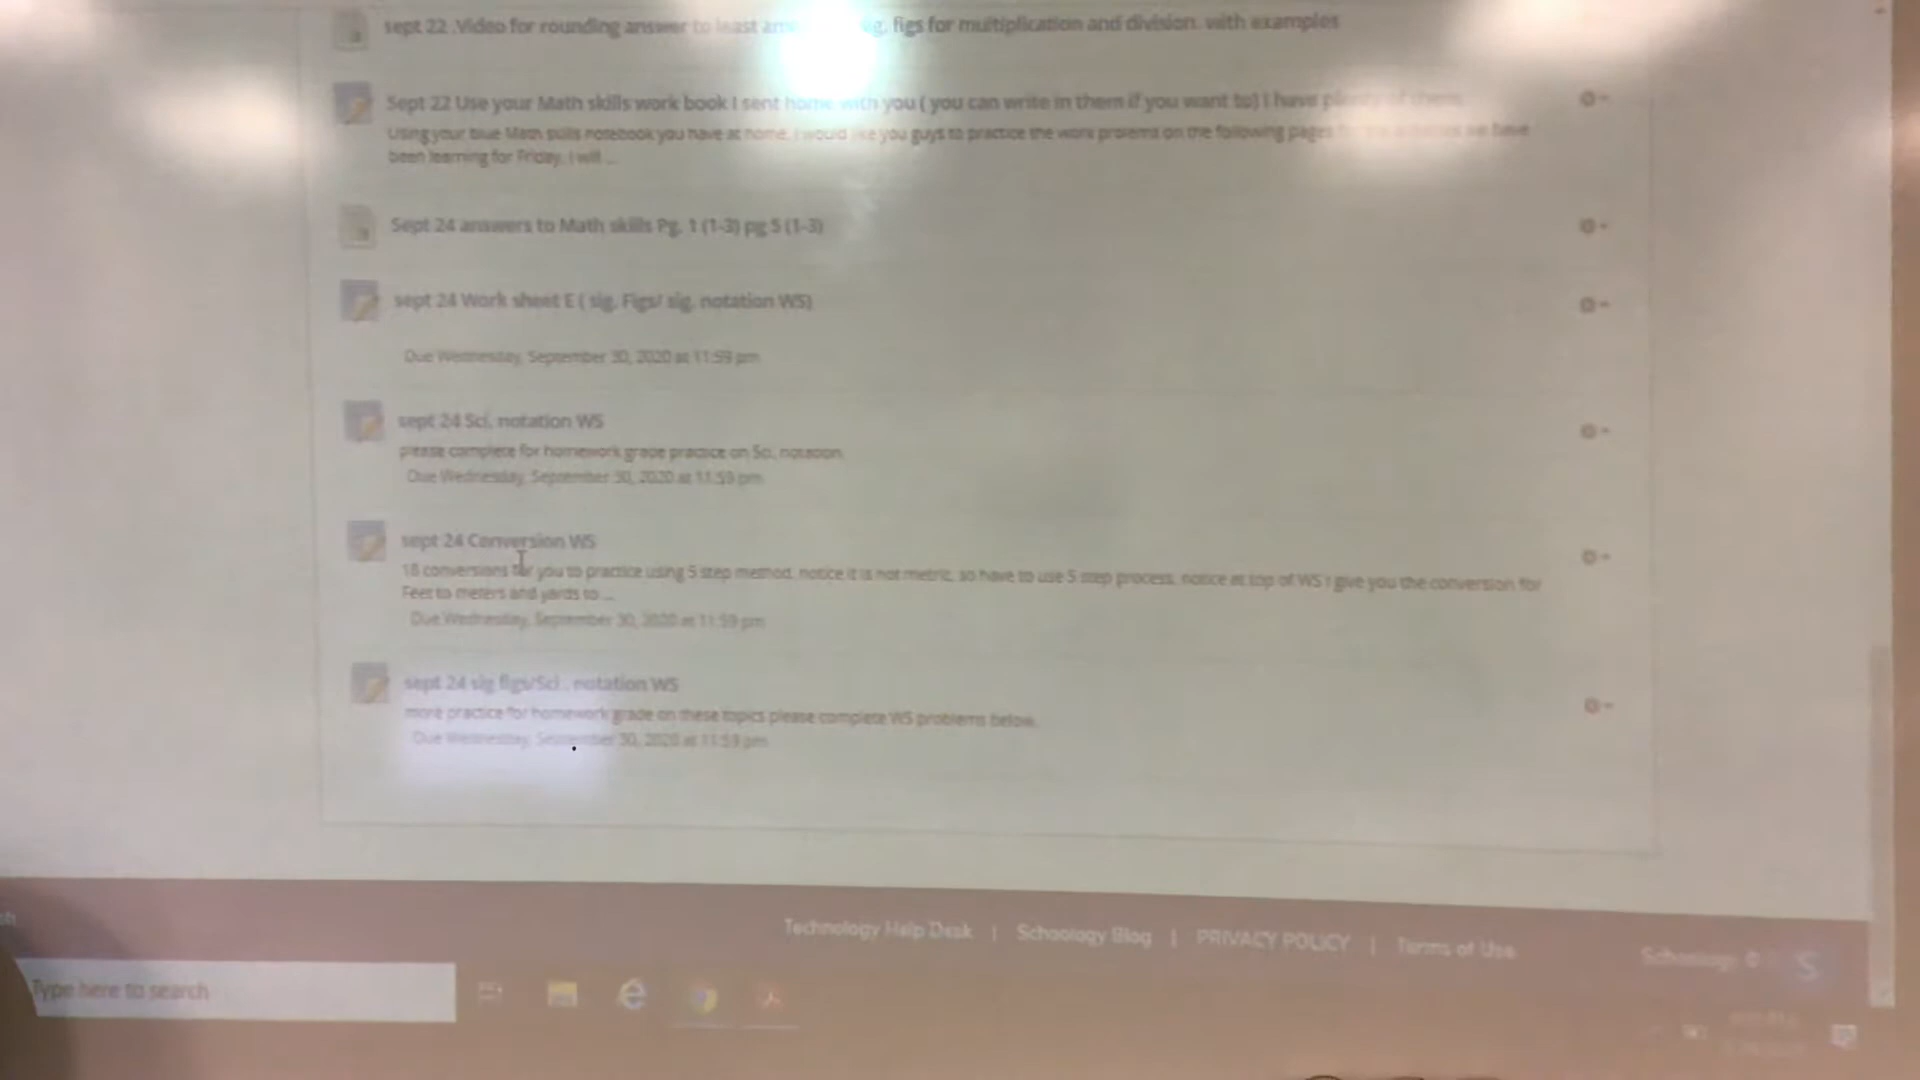 sept 22 .Video for rounding answer to least figs for multiplication and division. with examples
Sept 22 Use your Math skills work book I sent home with you ( you can write in them if you want to) I have plenty of them.
Using your blue Math skills notebook you have at home, I would like you guys to practice the work prolems on the following pages have
been learning for Friday. I will ...
Sept 24 answers to Math skills Pg. 1 (1-3) pg 5 (1-3)
sept 24 Work sheet E ( sig. Figs/ sig. notation WS)
Due Wednesday, September 30, 2020 at 11:59 pm
sept 24 Sci. notation WS
please complete for homework grade practice on Sci. notation.
Due Wednesday, September 30, 2020 at 11:59 pm
sept 24 Conversion WS
18 conversions for you to practice using 5 step method, notice it is not metric, so have to use 5 step process, notice at top of WS I give you the conversion for
Feet to meters and yards to ...
Due Wednesday, September 30, 2020 at 11:59 pm
sept 24 sig figs/Sci . notation WS
more practice for homework grade on these topics please complete WS problems below.
Due Wednesday, September 30, 2020 at 11:59 pm
Technology Help Desk | Schoology Blog | PRIVACY POLICY | Terms of Use
Schoology ©
S
Type here to search